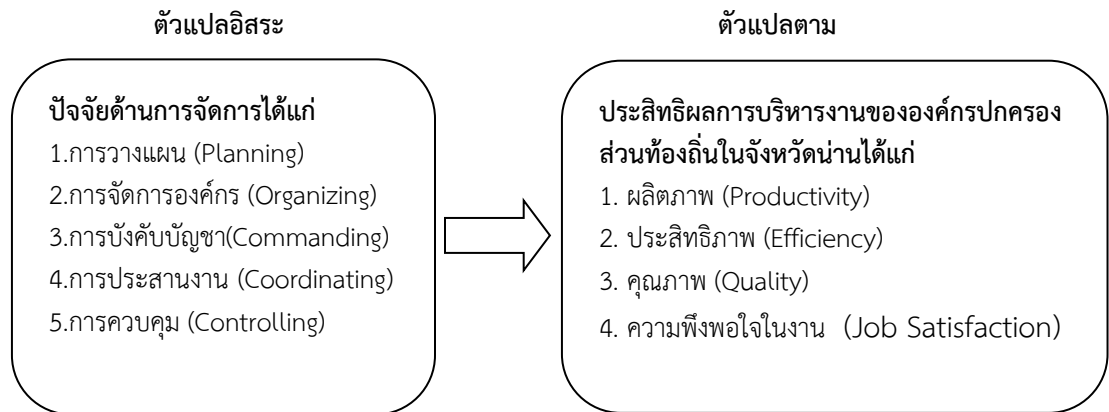 ตัวแปลอิสระ
ตัวแปลตาม
ปัจจัยด้านการจัดการได้แก่
1.การวางแผน (Planning)
2.การจัดการองค์กร (Organizing)
3.การบังคับบัญชา(Commanding)
4.การประสานงาน (Coordinating)
5.การควบคุม (Controlling)
ประสิทธิผลการบริหารงานขององค์กรปกครอง
ส่วนท้องถิ่นในจังหวัดน่านได้แก่
1. ผลิตภาพ (Productivity)
2. ประสิทธิภาพ (Efficiency)
3. คุณภาพ (Quality)
4. ความพึงพอใจในงาน (Job Satisfaction)